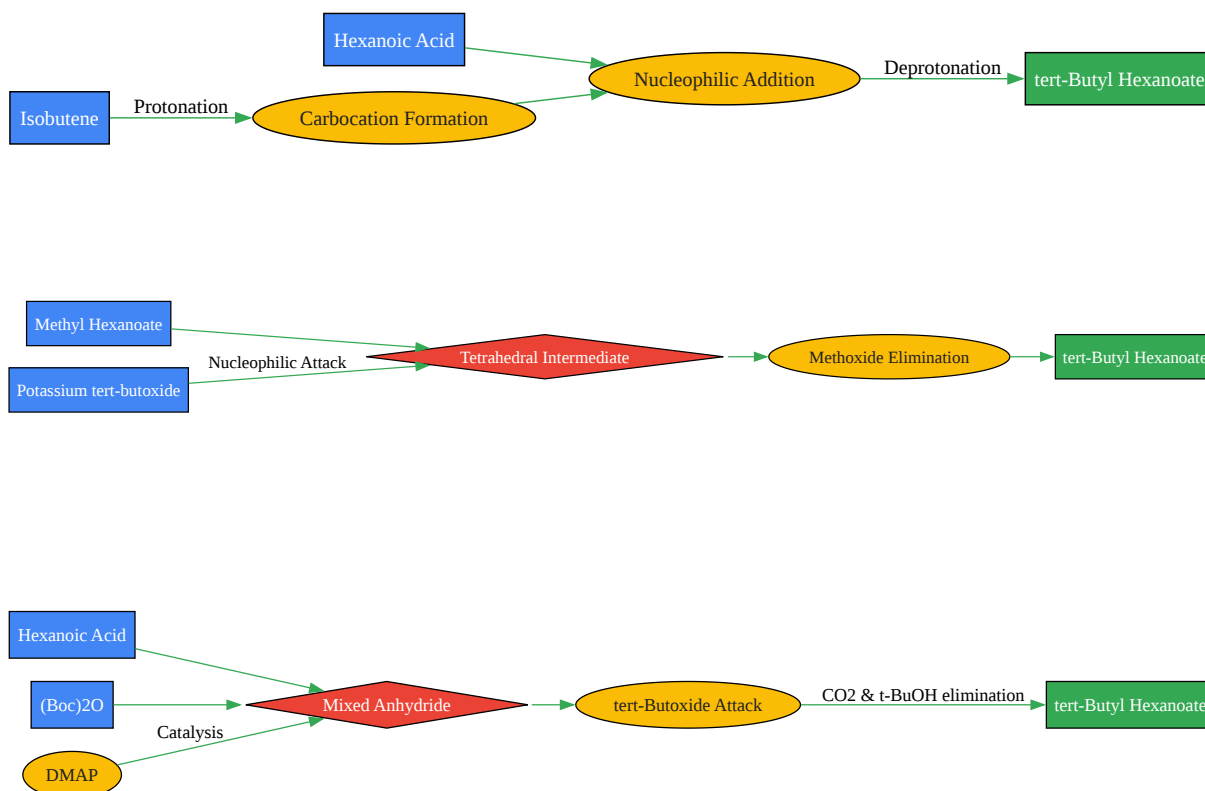 Hexanoic Acid
Isobutene
Protonation
Carbocation Formation
Nucleophilic Addition
Deprotonation
tert-Butyl Hexanoate
Methyl Hexanoate
Potassium tert-butoxide
Nucleophilic Attack
Tetrahedral Intermediate
Methoxide Elimination
tert-Butyl Hexanoate
Hexanoic Acid
(Boc)2O
DMAP
Catalysis
Mixed Anhydride
tert-Butoxide Attack
CO2 & t-BuOH elimination
tert-Butyl Hexanoate